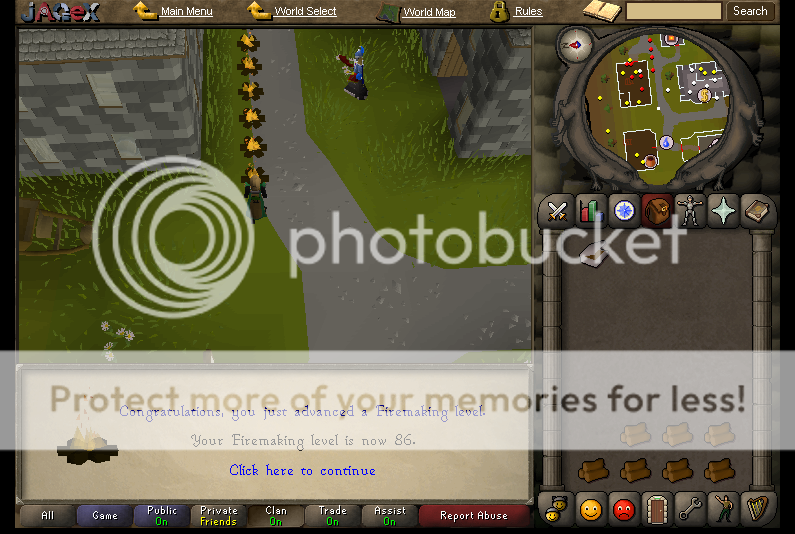 JAGEX Main Menu World Select World Map Rules Search
photobucket
Protect more of your memories for less!
Congratulations, you just advanced a Firemaking level.
Your Firemaking level is now 86.
Click here to continue
All Game Public Private Clan Trade Assist Report Abuse
On Friends On On On